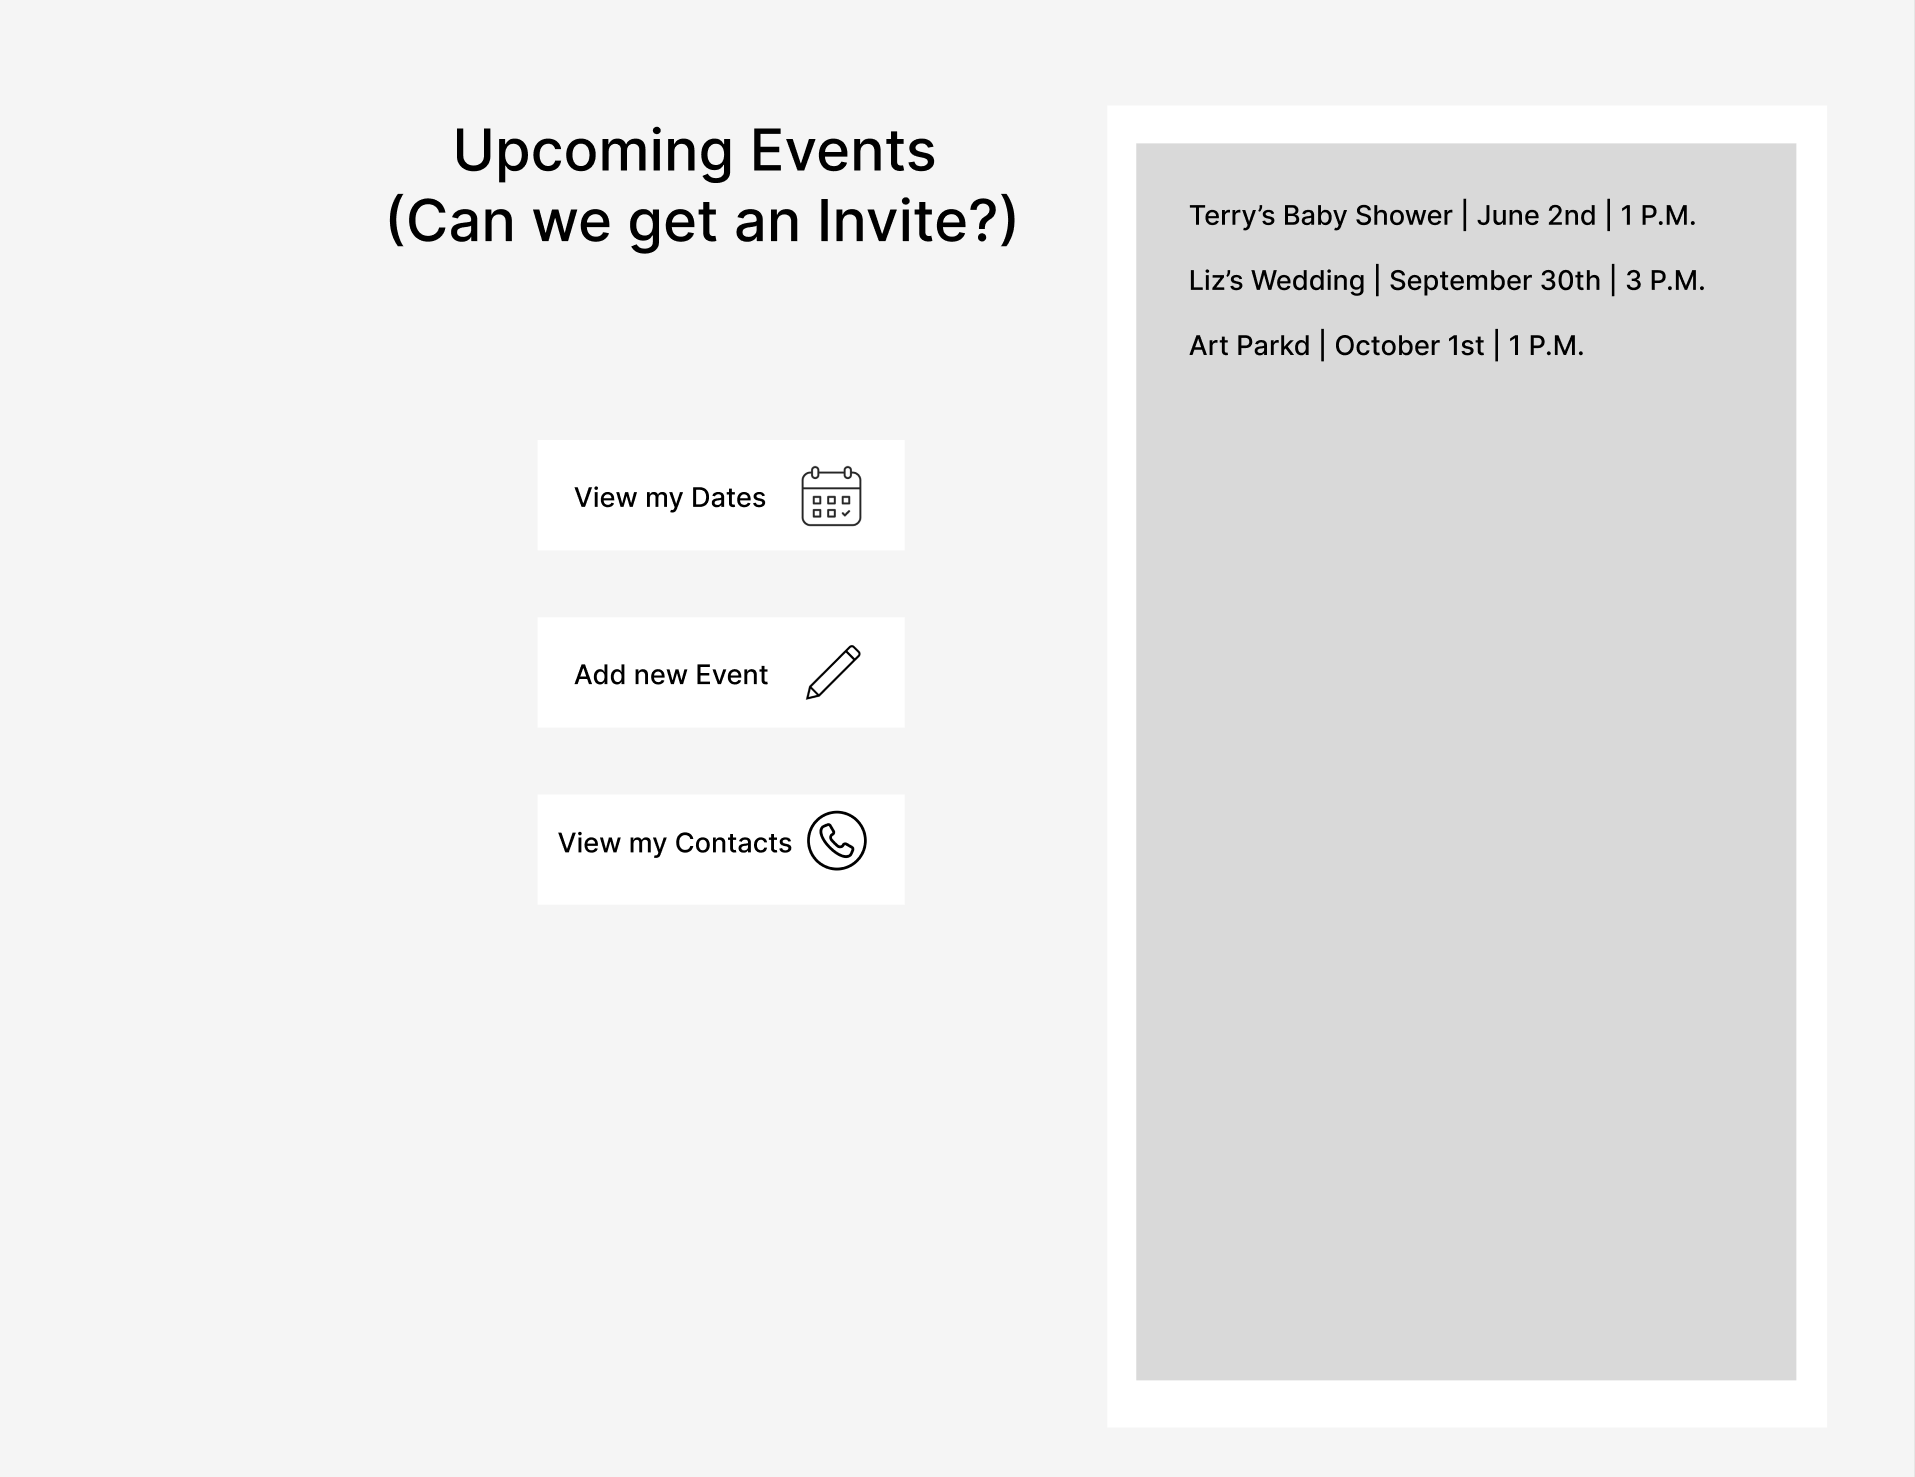 Upcoming Events
(Can we get an Invite?)
View my Dates
Add new Event
View my Contacts
Terry’s Baby Shower | June 2nd | 1 P.M.
Liz’s Wedding | September 30th | 3 P.M.
Art Parkd | October 1st | 1 P.M.